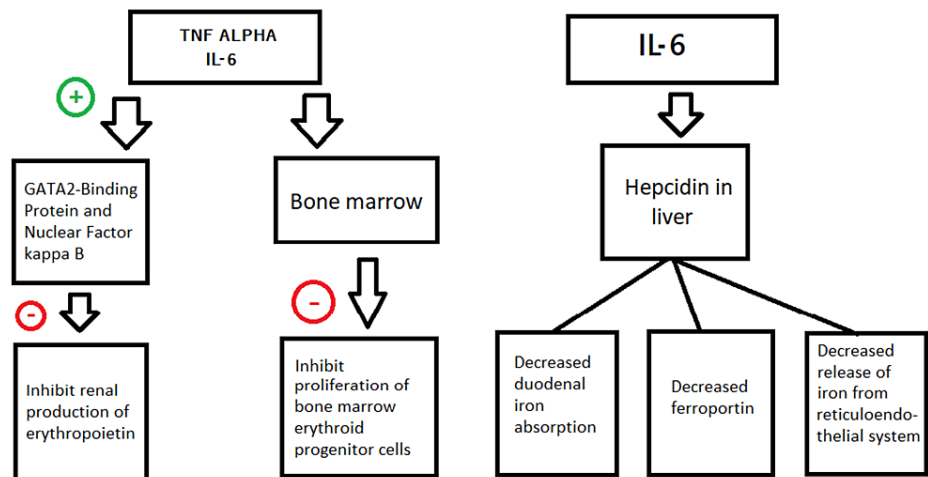 TNF ALPHA
IL-6
IL-6
+
GATA2-Binding
Protein and
Nuclear Factor
kappa B
Bone marrow
Hepcidin in
liver
-
-
Inhibit renal
production of
erythropoietin
Inhibit
proliferation of
bone marrow
erythroid
progenitor cells
Decreased
duodenal
iron
absorption
Decreased
ferroportin
Decreased
release of
iron from
reticuloendo-
thelial system